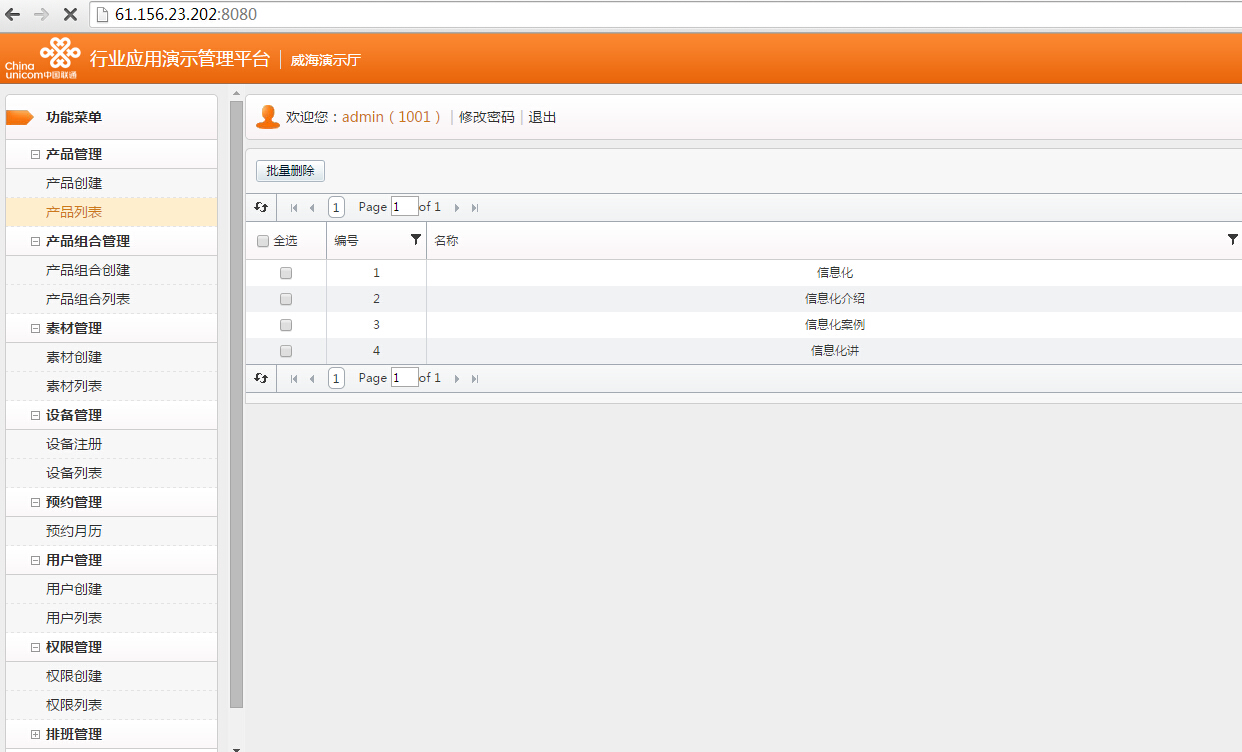 61.156.23.202:8080
China unicom中国联通
行业应用演示管理平台 | 威海演示厅
功能菜单
产品管理
产品创建
产品列表
产品组合管理
产品组合创建
产品组合列表
素材管理
素材创建
素材列表
设备管理
设备注册
设备列表
预约管理
预约月历
用户管理
用户创建
用户列表
权限管理
权限创建
权限列表
排班管理
欢迎您：admin（1001） | 修改密码 | 退出
批量删除
1 Page 1 of 1
全选 编号 名称
1 信息化
2 信息化介绍
3 信息化案例
4 信息化讲
1 Page 1 of 1